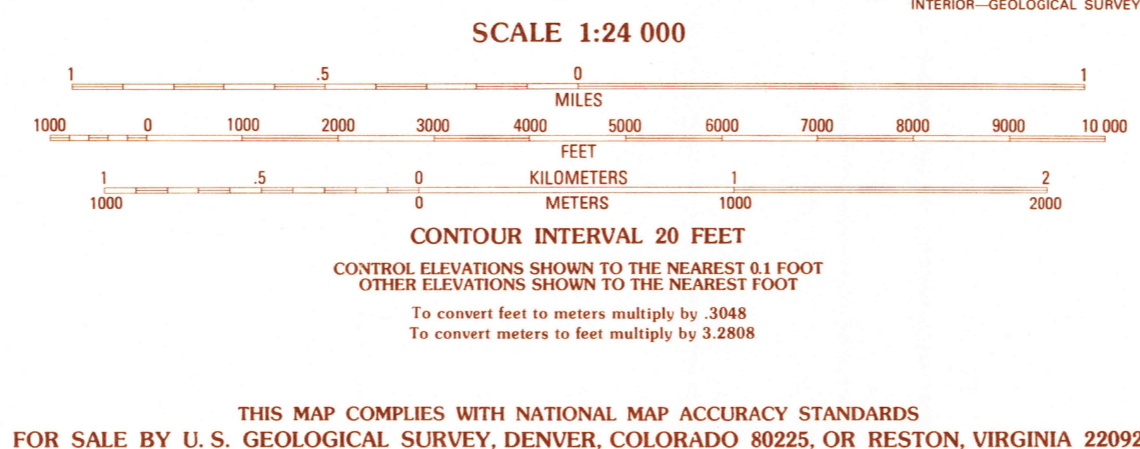 INTERIOR—GEOLOGICAL SURVEY
SCALE 1:24 000
1 .5 0 1
MILES
1000 0 1000 2000 3000 4000 5000 6000 7000 8000 9000 10 000
FEET
1 .5 0 KILOMETERS 1 2
1000 0 METERS 1000 2000
CONTOUR INTERVAL 20 FEET
CONTROL ELEVATIONS SHOWN TO THE NEAREST 0.1 FOOT
OTHER ELEVATIONS SHOWN TO THE NEAREST FOOT
To convert feet to meters multiply by .3048
To convert meters to feet multiply by 3.2808
THIS MAP COMPLIES WITH NATIONAL MAP ACCURACY STANDARDS
FOR SALE BY U. S. GEOLOGICAL SURVEY, DENVER, COLORADO 80225, OR RESTON, VIRGINIA 22092